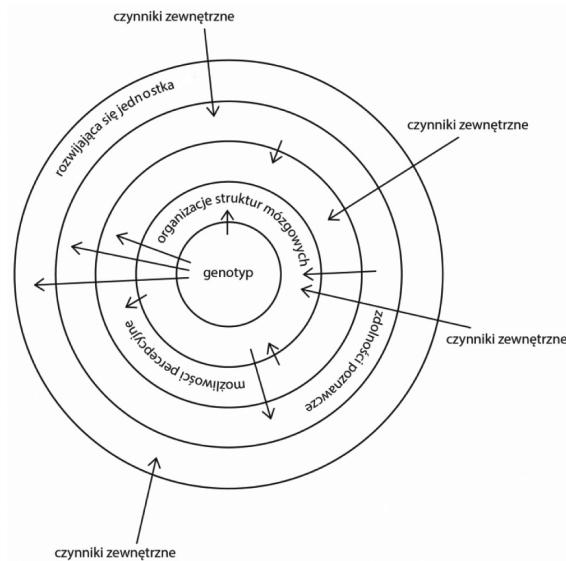 czynniki zewnętrzne
rozwijająca się jednostka
czynniki zewnętrzne
organizacje struktur mózgowych
genotyp
możliwości percepcyjne
zdolności poznawcze
czynniki zewnętrzne
czynniki zewnętrzne